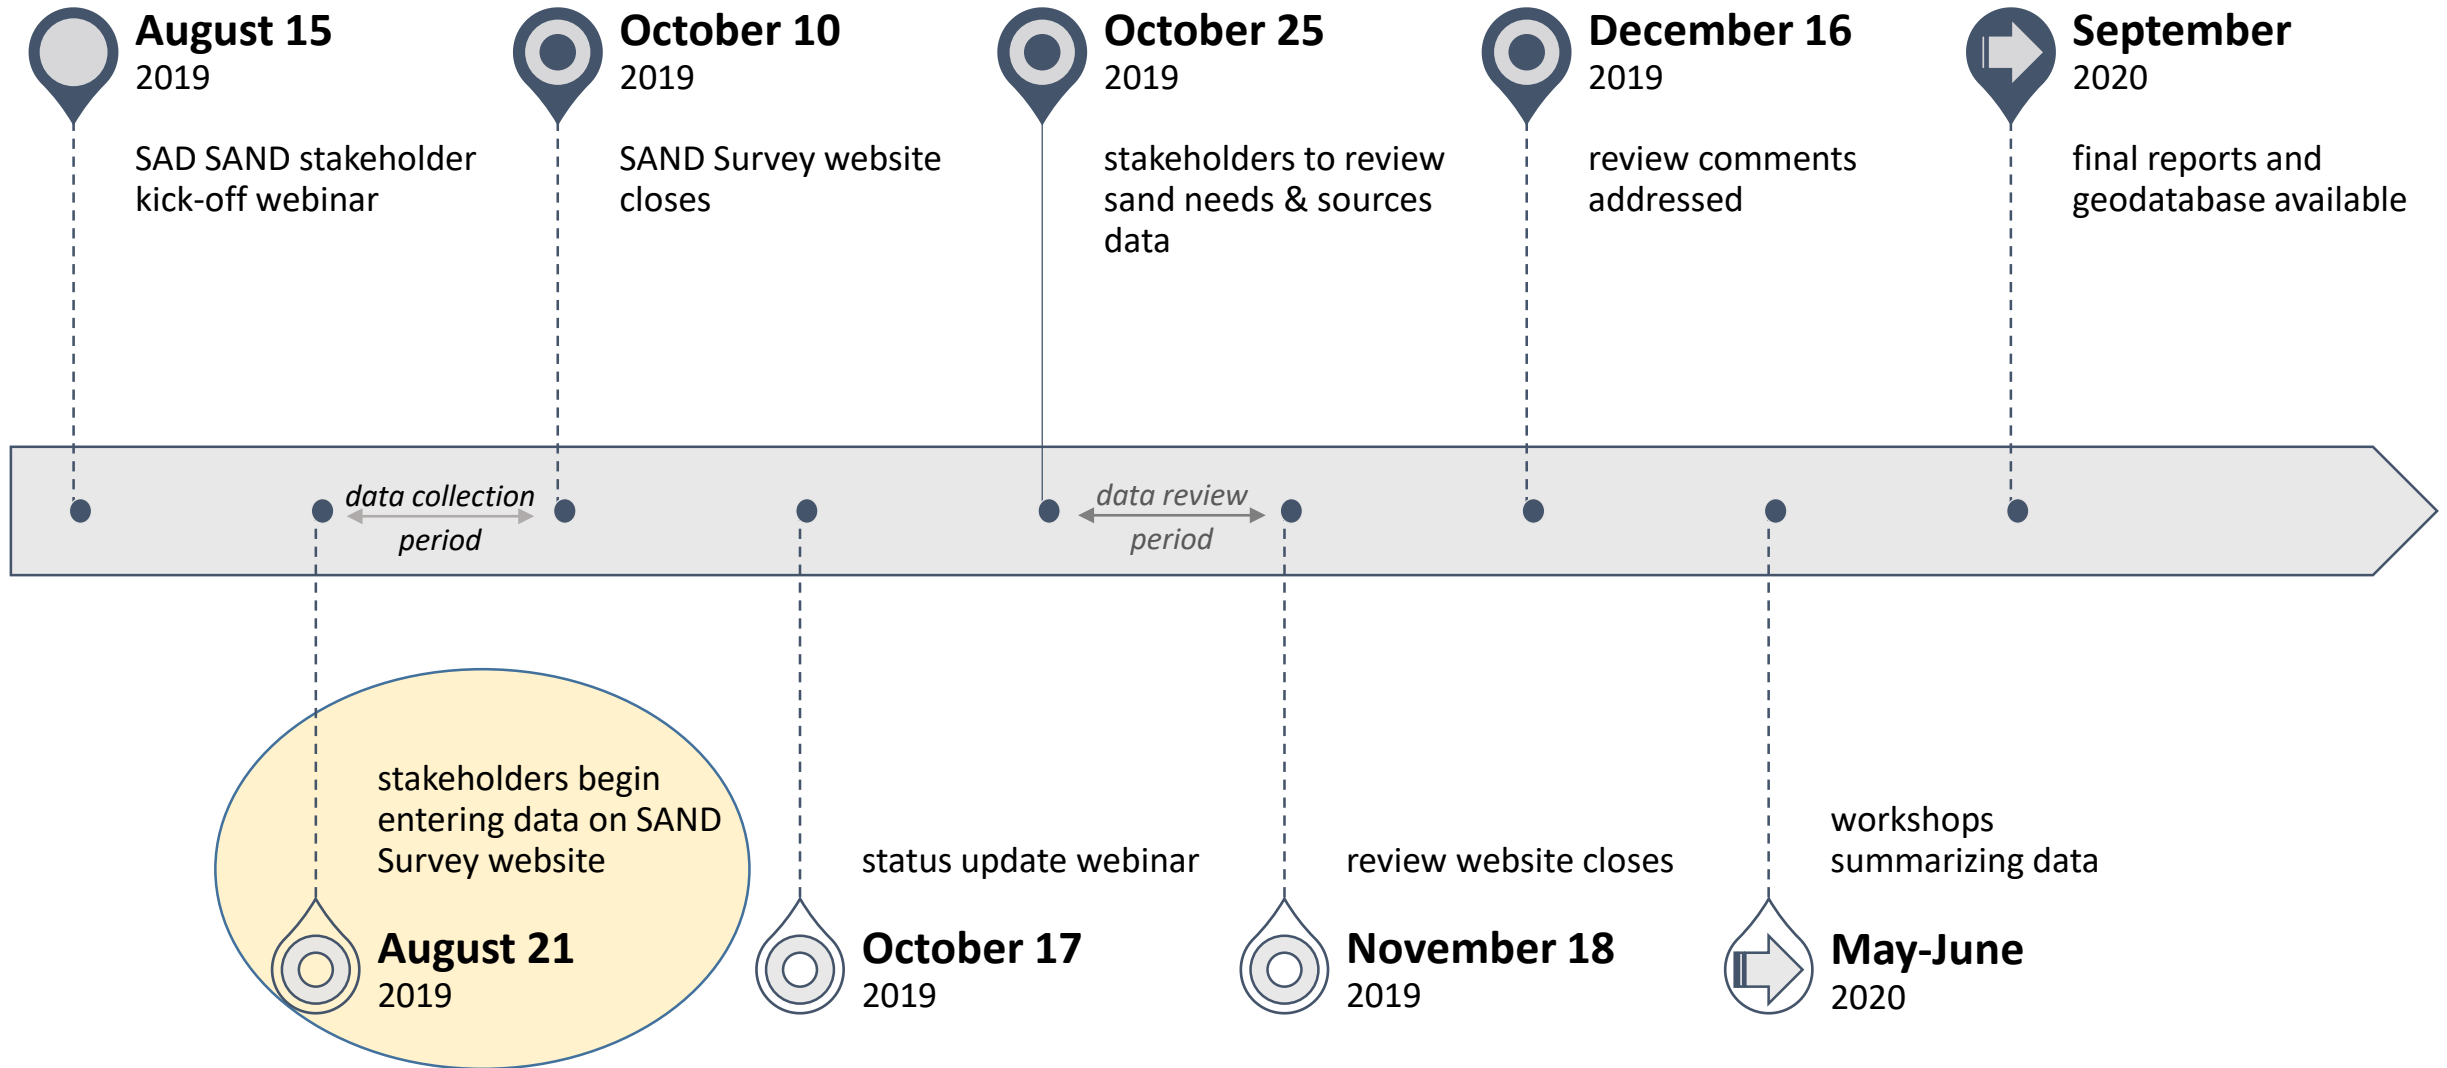 August 15
2019
SAD SAND stakeholder
kick-off webinar
October 10
2019
SAND Survey website
closes
October 25
2019
stakeholders to review
sand needs & sources
data
December 16
2019
review comments
addressed
September
2020
final reports and
geodatabase available
data collection
period
data review
period
stakeholders begin
entering data on SAND
Survey website
August 21
2019
status update webinar
October 17
2019
review website closes
November 18
2019
workshops
summarizing data
May-June
2020